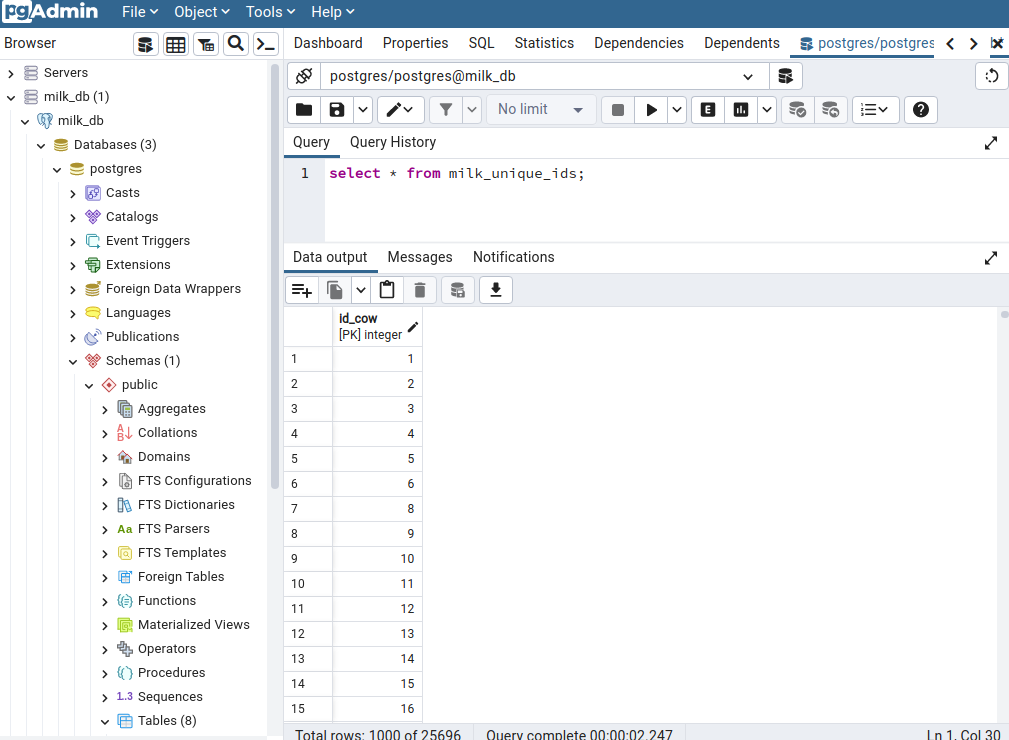 pgAdmin File Object Tools Help
Browser
Dashboard Properties SQL Statistics Dependencies Dependents postgres/postgres
Servers
milk_db (1)
milk_db
Databases (3)
postgres
Casts
Catalogs
Event Triggers
Extensions
Foreign Data Wrappers
Languages
Publications
Schemas (1)
public
Aggregates
Collations
Domains
FTS Configurations
FTS Dictionaries
Aa FTS Parsers
FTS Templates
Foreign Tables
Functions
Materialized Views
Operators
Procedures
1.3 Sequences
Tables (8)
postgres/postgres@milk_db
No limit E
Query Query History
1 select * from milk_unique_ids;
Data output Messages Notifications
id_cow
[PK] integer
1 1
2 2
3 3
4 4
5 5
6 6
7 8
8 9
9 10
10 11
11 12
12 13
13 14
14 15
15 16
Total rows: 1000 of 25696 Query complete 00:00:02.247 Ln 1, Col 30